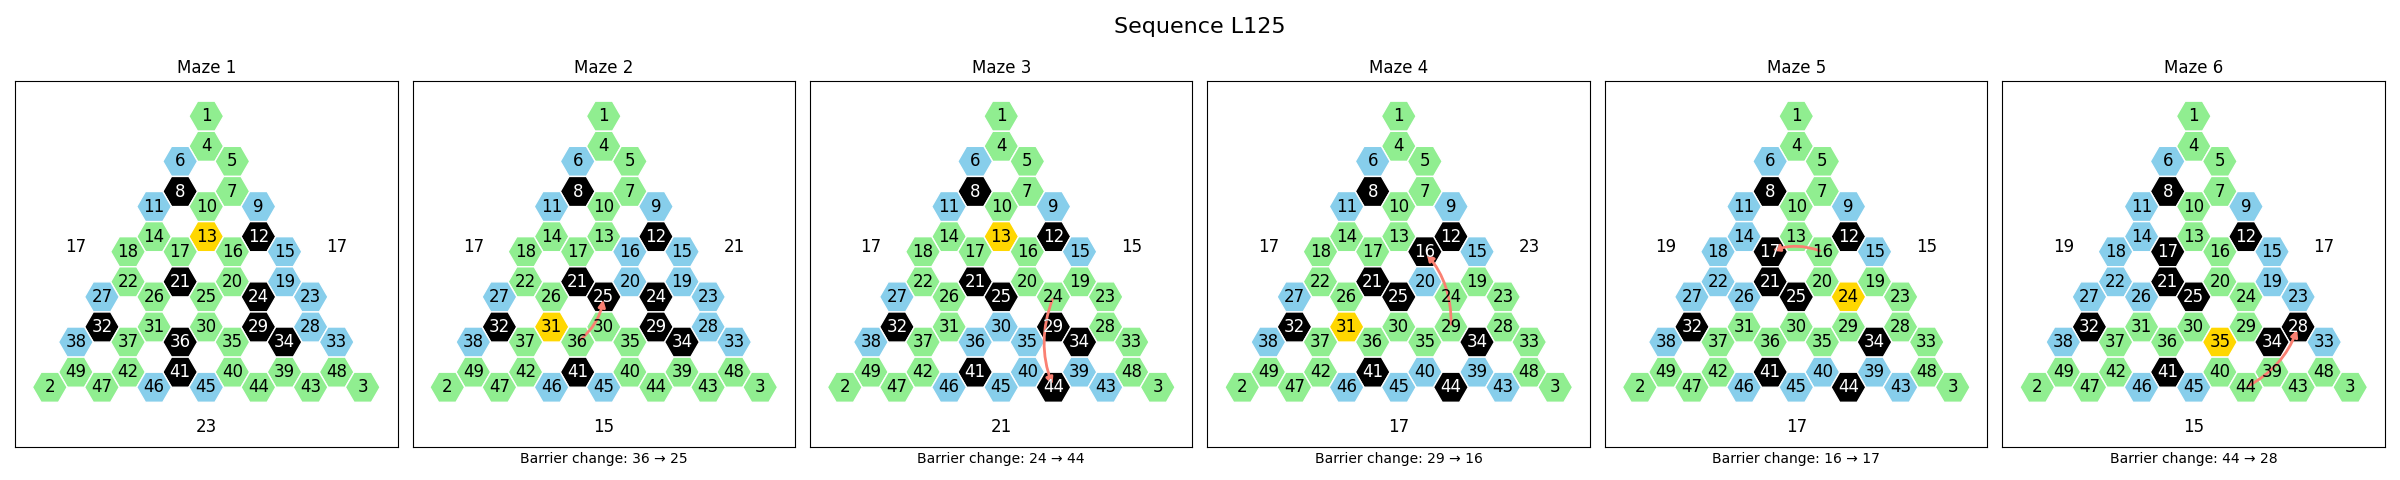 Sequence L125
Maze 1
1
4
6 5
8 7
11 10 9
14 13 12
17 17
18 17 16 15
22 21 20 19
27 26 25 24 23
32 31 30 29 28
38 37 36 35 34 33
49 42 41 40 39 48
2 47 46 45 44 43 3
23
Maze 2
1
4
6 5
8 7
11 10 9
14 13 12
17 21
18 17 16 15
22 21 20 19
27 26 25 24 23
32 31 30 29 28
38 37 36 35 34 33
49 42 41 40 39 48
2 47 46 45 44 43 3
15
Barrier change: 36 → 25
Maze 3
1
4
6 5
8 7
11 10 9
14 13 12
17 15
18 17 16 15
22 21 20 19
27 26 25 24 23
32 31 30 29 28
38 37 36 35 34 33
49 42 41 40 39 48
2 47 46 45 44 43 3
21
Barrier change: 24 → 44
Maze 4
1
4
6 5
8 7
11 10 9
14 13 12
17 23
18 17 16 15
22 21 20 19
27 26 25 24 23
32 31 30 29 28
38 37 36 35 34 33
49 42 41 40 39 48
2 47 46 45 44 43 3
17
Barrier change: 29 → 16
Maze 5
1
4
6 5
8 7
11 10 9
14 13 12
19 15
18 17 16 15
22 21 20 19
27 26 25 24 23
32 31 30 29 28
38 37 36 35 34 33
49 42 41 40 39 48
2 47 46 45 44 43 3
17
Barrier change: 16 → 17
Maze 6
1
4
6 5
8 7
11 10 9
14 13 12
19 17
18 17 16 15
22 21 20 19
27 26 25 24 23
32 31 30 29 28
38 37 36 35 34 33
49 42 41 40 39 48
2 47 46 45 44 43 3
15
Barrier change: 44 → 28